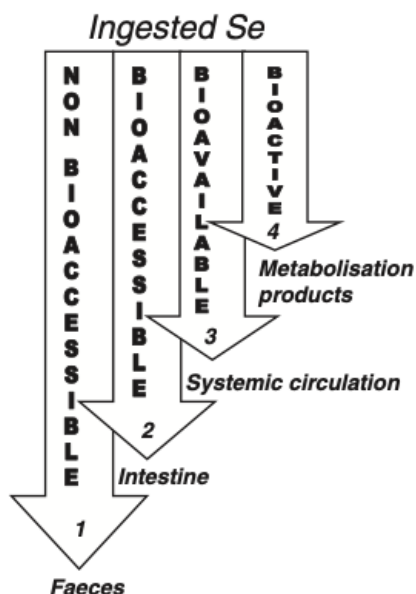 Ingested Se
NON BIOACCESSIBLE
BIOACCESSIBLE
BIOAVAILABLE
BIOACTIVE
4
Metabolisation
products
3
Systemic circulation
2
Intestine
1
Faeces